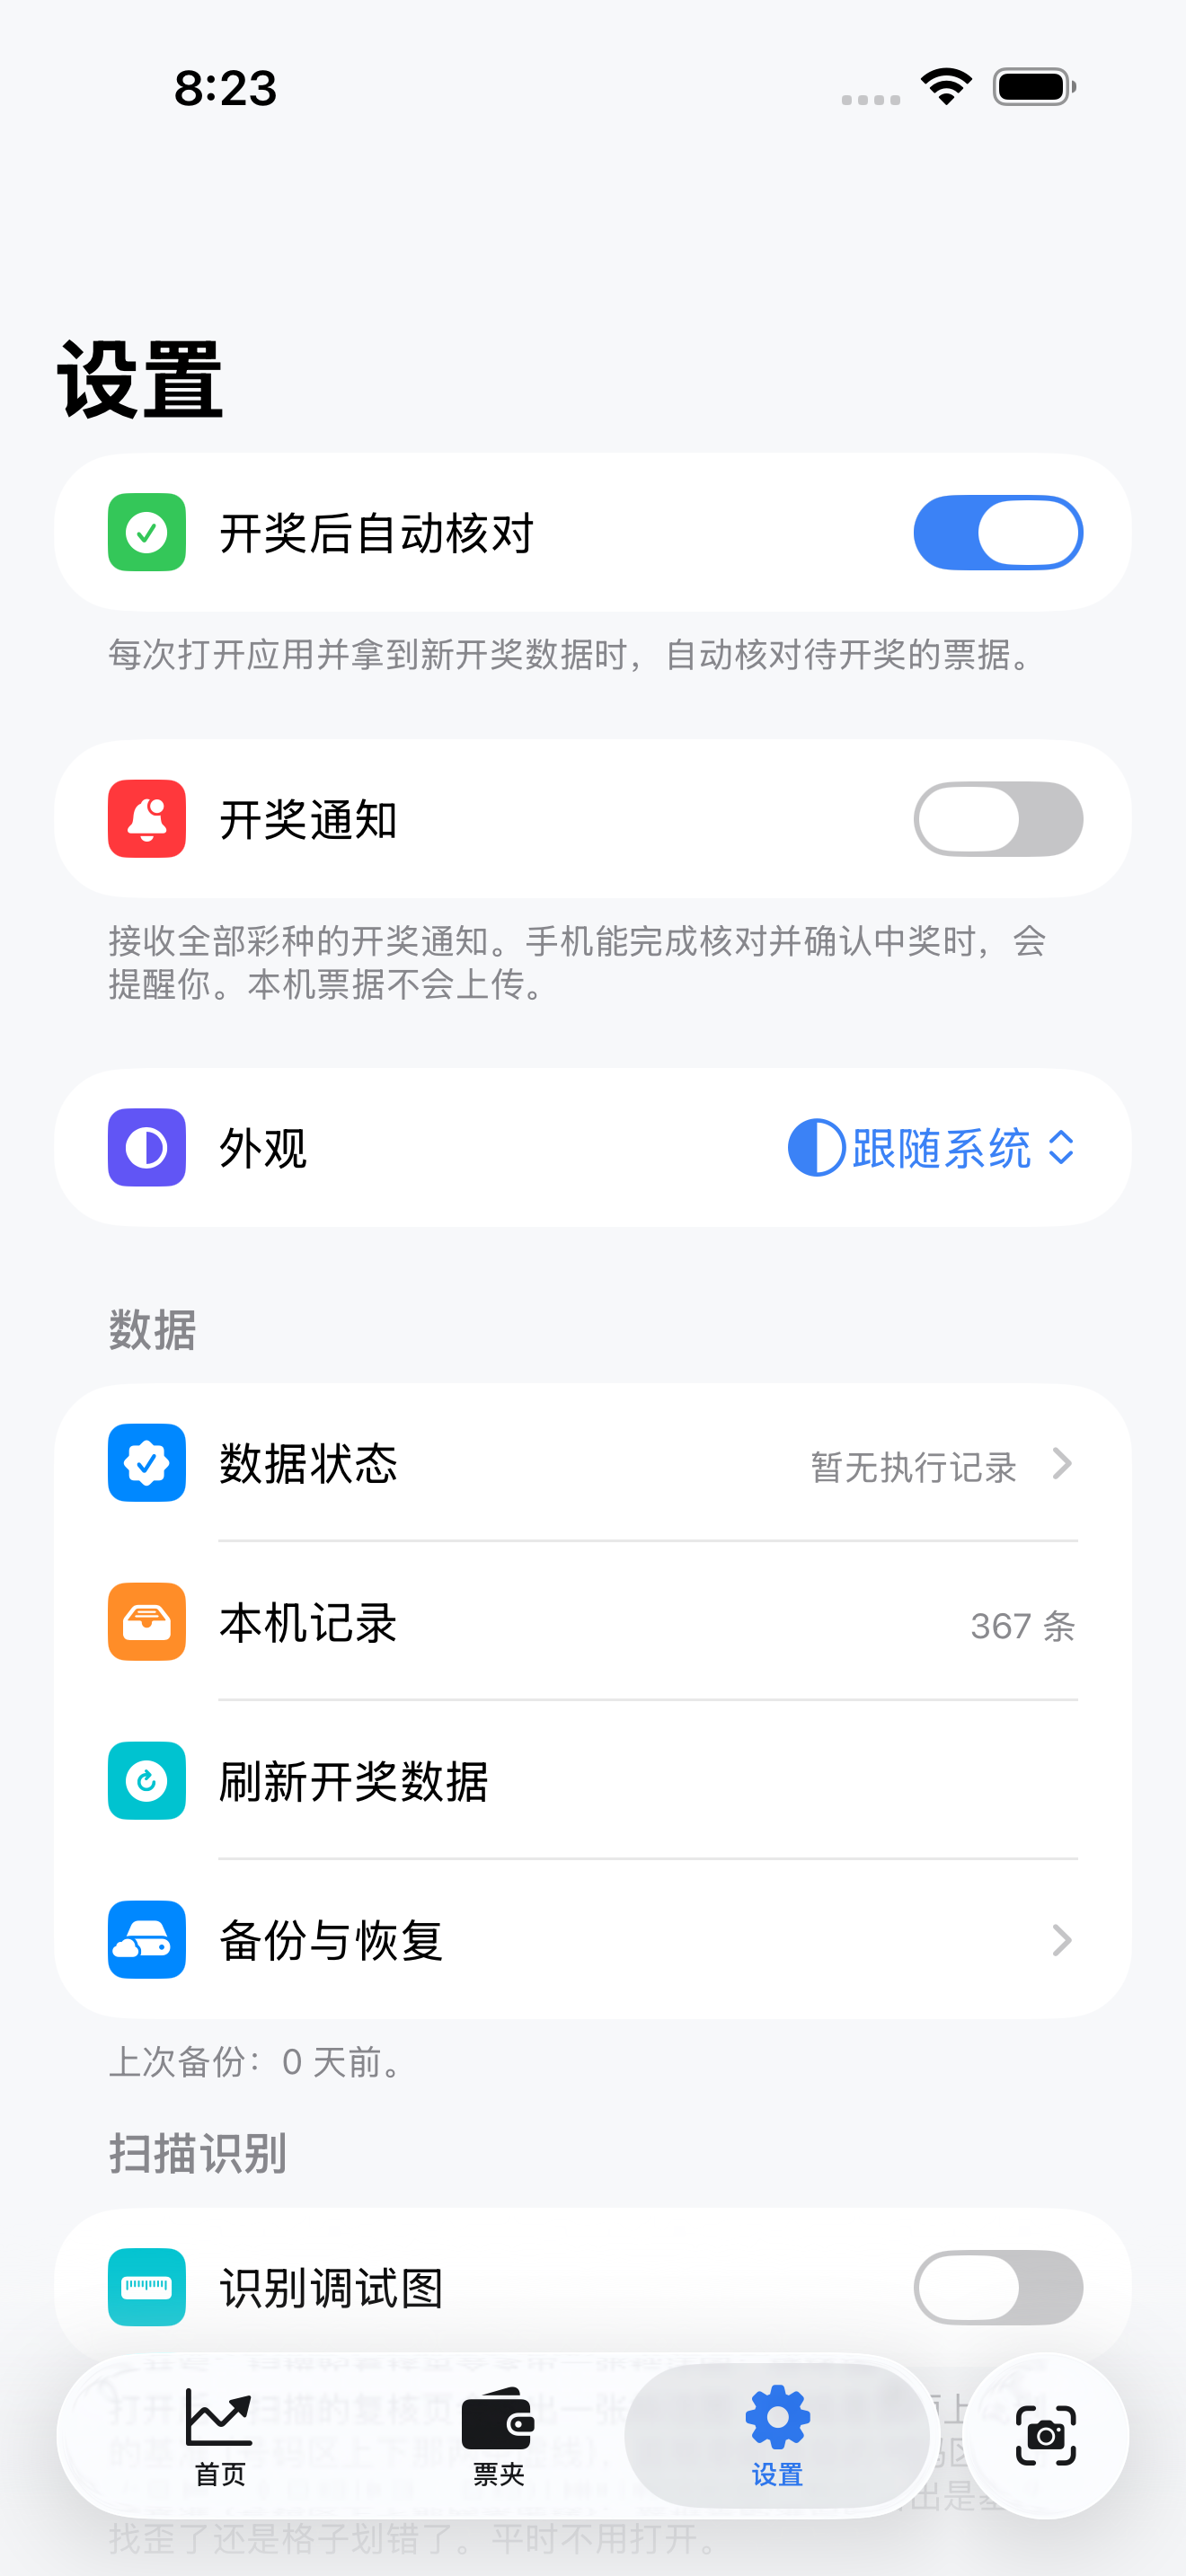 8:23
设置
开奖后自动核对
每次打开应用并拿到新开奖数据时，自动核对待开奖的票据。
开奖通知
接收全部彩种的开奖通知。手机能完成核对并确认中奖时，会
提醒你。本机票据不会上传。
外观
跟随系统
数据
数据状态
暂无执行记录
本机记录
367 条
刷新开奖数据
备份与恢复
上次备份：0 天前。
扫描识别
识别调试图
找歪了还是格子划错了。平时不用打开。
首页
票夹
设置